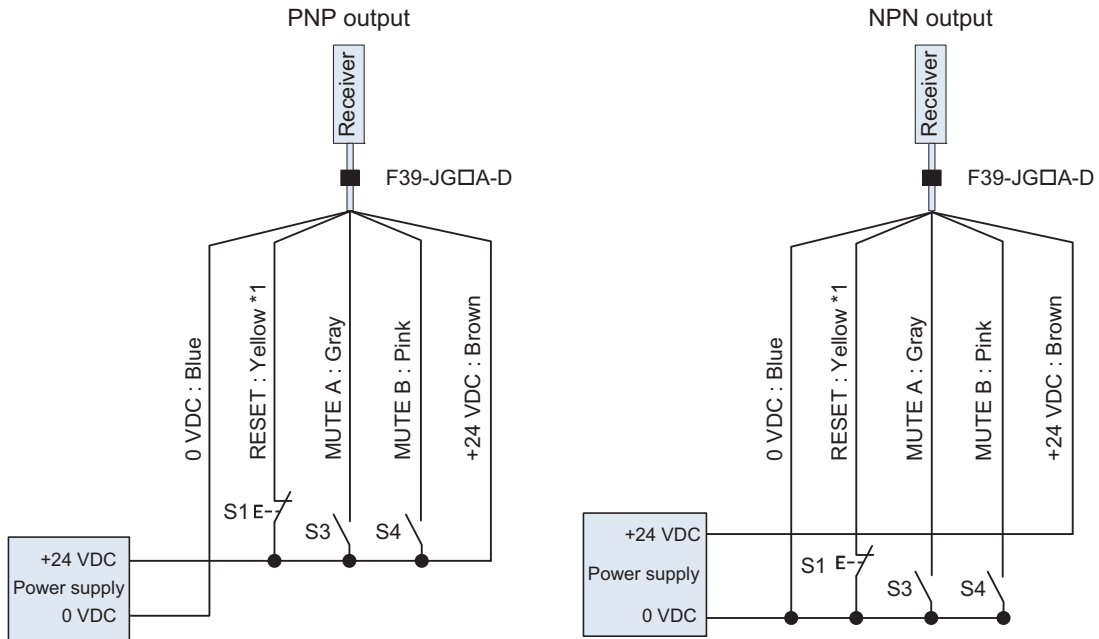 PNP output
Receiver
F39-JG□A-D
0 VDC : Blue
RESET : Yellow *1
MUTE A : Gray
MUTE B : Pink
+24 VDC : Brown
S1
S3
S4
+24 VDC
Power supply
0 VDC
NPN output
Receiver
F39-JG□A-D
0 VDC : Blue
RESET : Yellow *1
MUTE A : Gray
MUTE B : Pink
+24 VDC : Brown
+24 VDC
S1
Power supply
S3
S4
0 VDC